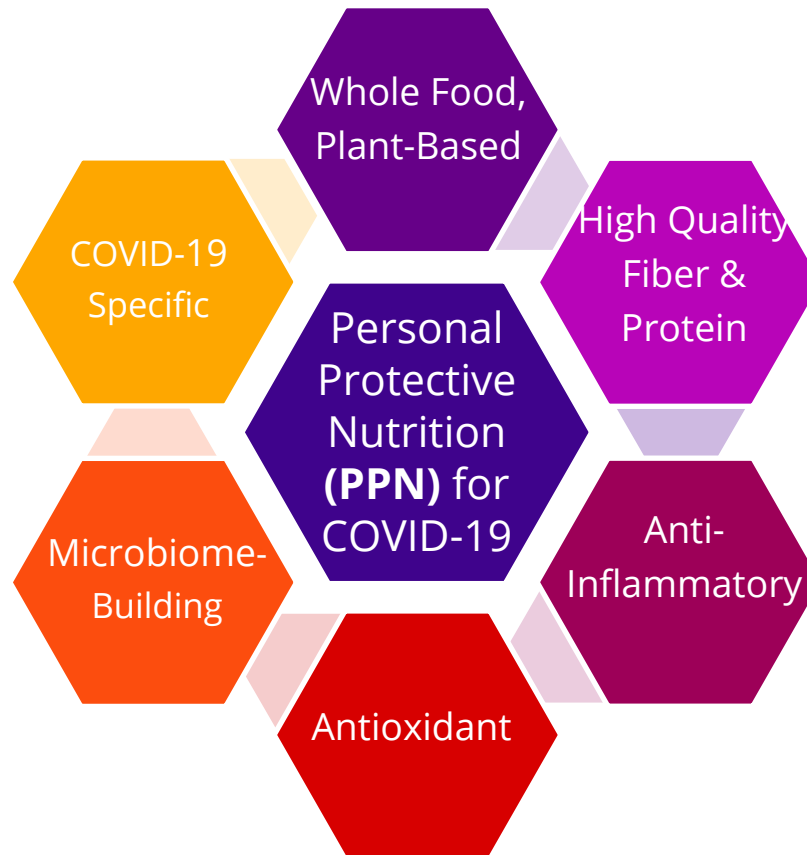 Whole Food,
Plant-Based
High Quality
Fiber &
Protein
Anti-
Inflammatory
Antioxidant
Microbiome-
Building
COVID-19
Specific
Personal
Protective
Nutrition
(PPN) for
COVID-19